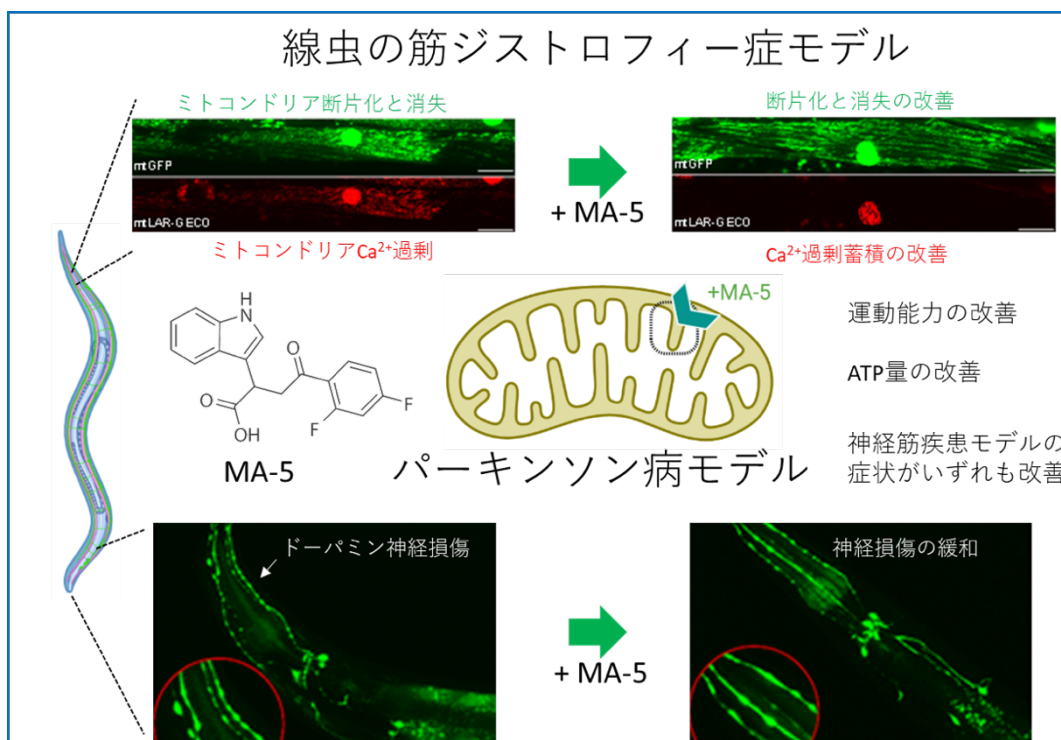 線虫の筋ジストロフィー症モデル
ミトコンドリア断片化と消失
断片化と消失の改善
mtGFP
mtGFP
+ MA-5
mtLAR-GECO
mtLAR-GECO
ミトコンドリアCa²⁺過剰
Ca²⁺過剰蓄積の改善
H
N
O
O
OH
F
F
MA-5
+MA-5
運動能力の改善
ATP量の改善
神経筋疾患モデルの
症状がいずれも改善
パーキンソン病モデル
ドーパミン神経損傷
神経損傷の緩和
+ MA-5